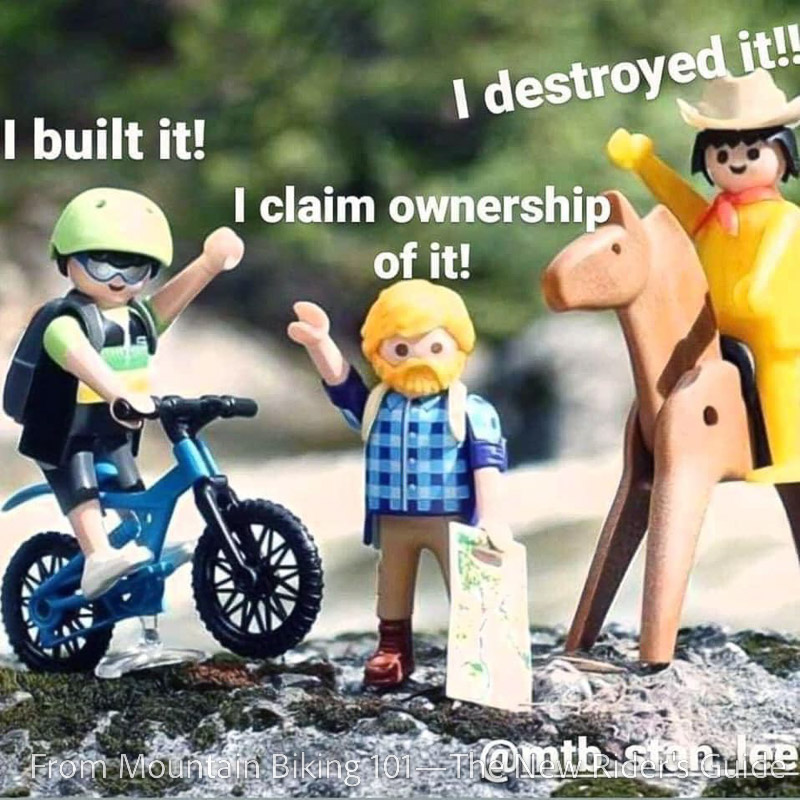 I destroyed it!!
I built it!
I claim ownership
of it!
@mtb_stan_lee
From Mountain Biking 101—The New Rider's Guide